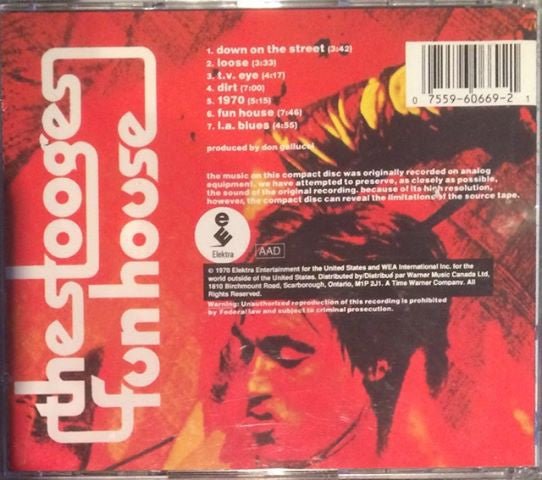 the stooges
fun house
1. down on the street (3:42)
2. loose (3:33)
3. t.v. eye (4:17)
4. dirt (7:00)
5. 1970 (5:15)
6. fun house (7:46)
7. l.a. blues (4:55)
produced by don gallucci
the music on this compact disc was originally recorded on analog
equipment. we have attempted to preserve, as closely as possible,
the sound of the original recording. because of its high resolution,
however, the compact disc can reveal the limitations of the source tape.
e
Elektra
AAD
© 1970 Elektra Entertainment for the United States and WEA International Inc. for the
world outside of the United States. Distributed by/Distribué par Warner Music Canada Ltd,
1810 Birchmount Road, Scarborough, Ontario, M1P 2J1. A Time Warner Company. All
Rights Reserved.
Warning: Unauthorized reproduction of this recording is prohibited
by Federal law and subject to criminal prosecution.
0 7559-60669-2 1